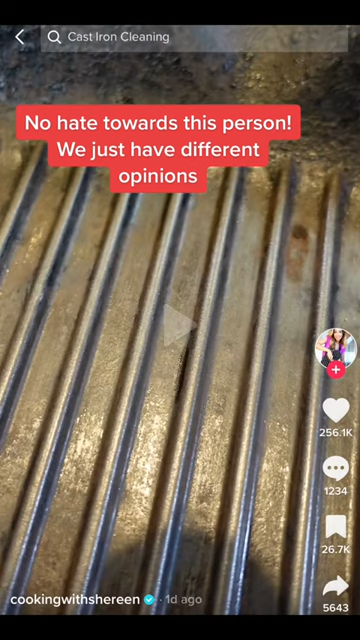 Cast Iron Cleaning
No hate towards this person!
We just have different
opinions
256.1K
1234
26.7K
5643
cookingwithshereen · 1d ago